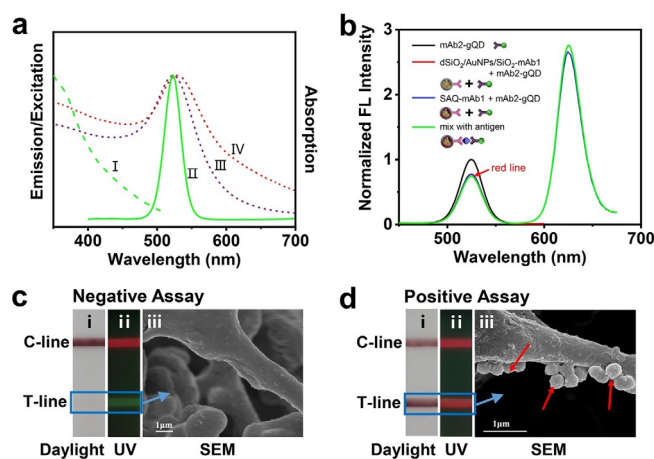 a
Emission/Excitation
Absorption
I
II
III
IV
400 500 600 700
Wavelength (nm)
b
Normalized FL Intensity
3
2
1
0
mAb2-gQD
dSiO₂/AuNPs/SiO₂-mAb1
+ mAb2-gQD
+
SAQ-mAb1 + mAb2-gQD
+
mix with antigen
red line
500 600 700
Wavelength (nm)
c
Negative Assay
i ii iii
C-line
T-line
1μm
Daylight UV SEM
d
Positive Assay
i ii iii
C-line
T-line
1μm
Daylight UV SEM